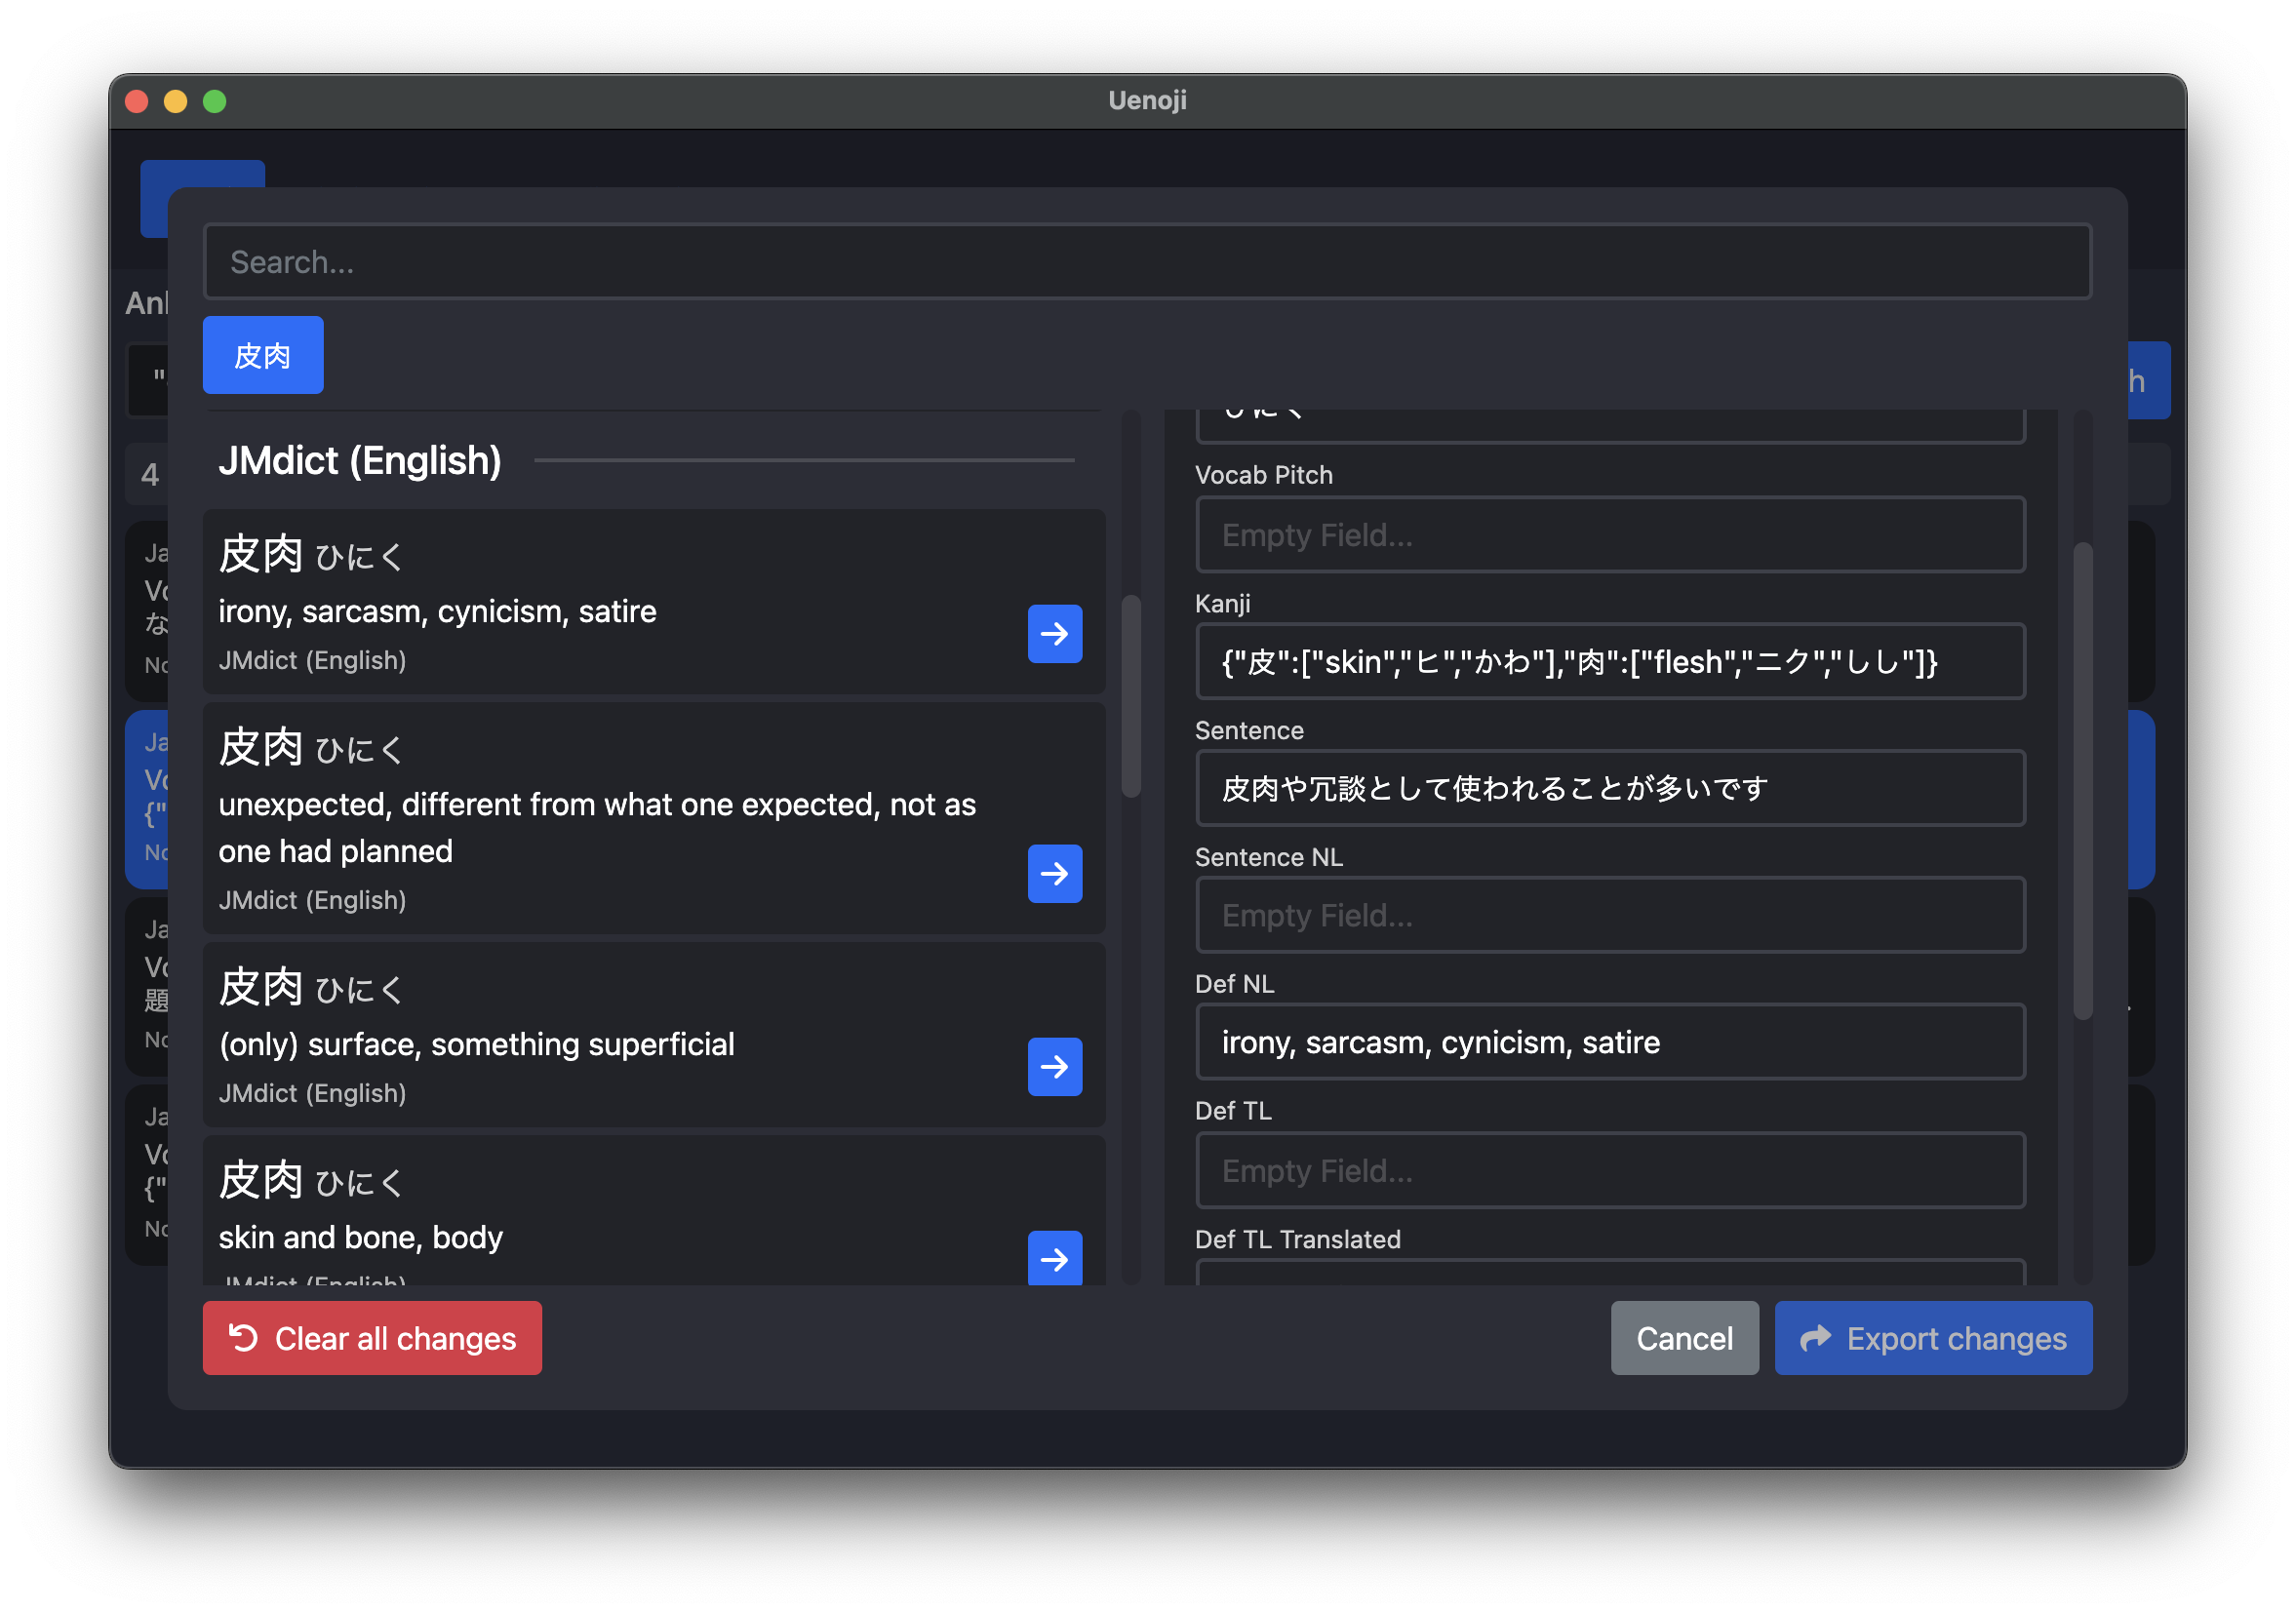 Uenoji
Search...
皮肉
JMdict (English)
皮肉 ひにく
irony, sarcasm, cynicism, satire
JMdict (English)
皮肉 ひにく
unexpected, different from what one expected, not as
one had planned
JMdict (English)
皮肉 ひにく
(only) surface, something superficial
JMdict (English)
皮肉 ひにく
skin and bone, body
JMdict (English)
ひにく
Vocab Pitch
Empty Field...
Kanji
{"皮":["skin","ヒ","かわ"],"肉":["flesh","ニク","しし"]}
Sentence
皮肉や冗談として使われることが多いです
Sentence NL
Empty Field...
Def NL
irony, sarcasm, cynicism, satire
Def TL
Empty Field...
Def TL Translated
Clear all changes
Cancel
Export changes
4